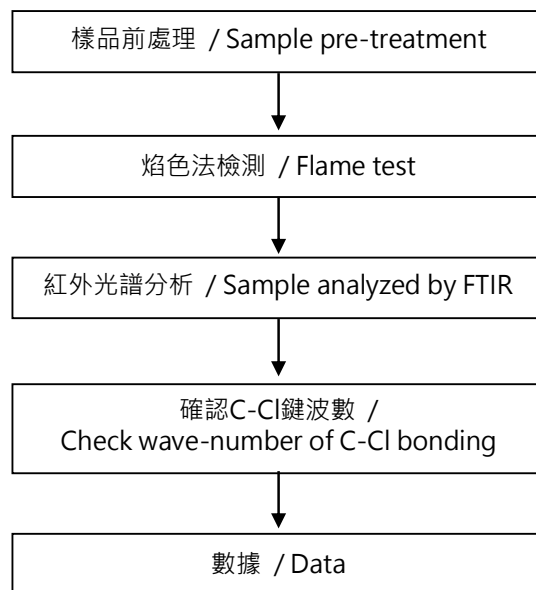 樣品前處理 / Sample pre-treatment
焰色法檢測 / Flame test
紅外光譜分析 / Sample analyzed by FTIR
確認C-Cl鍵波數 /
Check wave-number of C-Cl bonding
數據 / Data